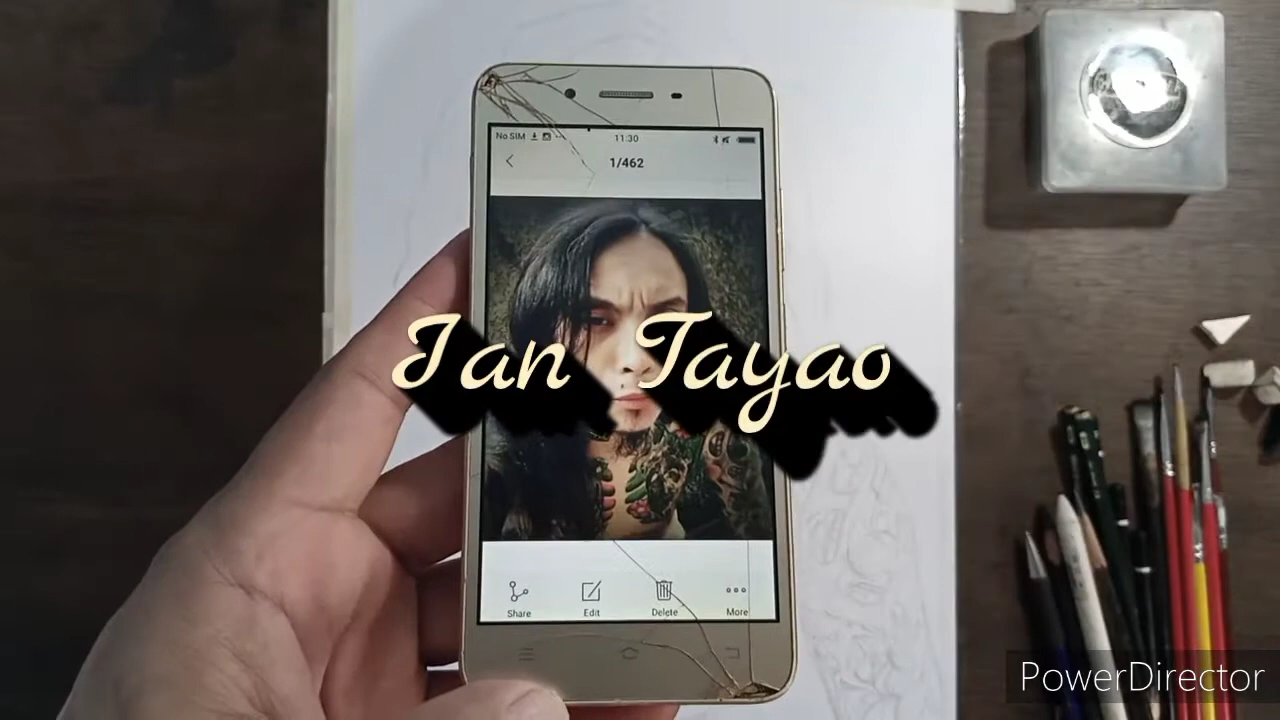 No SIM
11:30
1/462
Ian Tayao
Share
Edit
Delete
More
PowerDirector